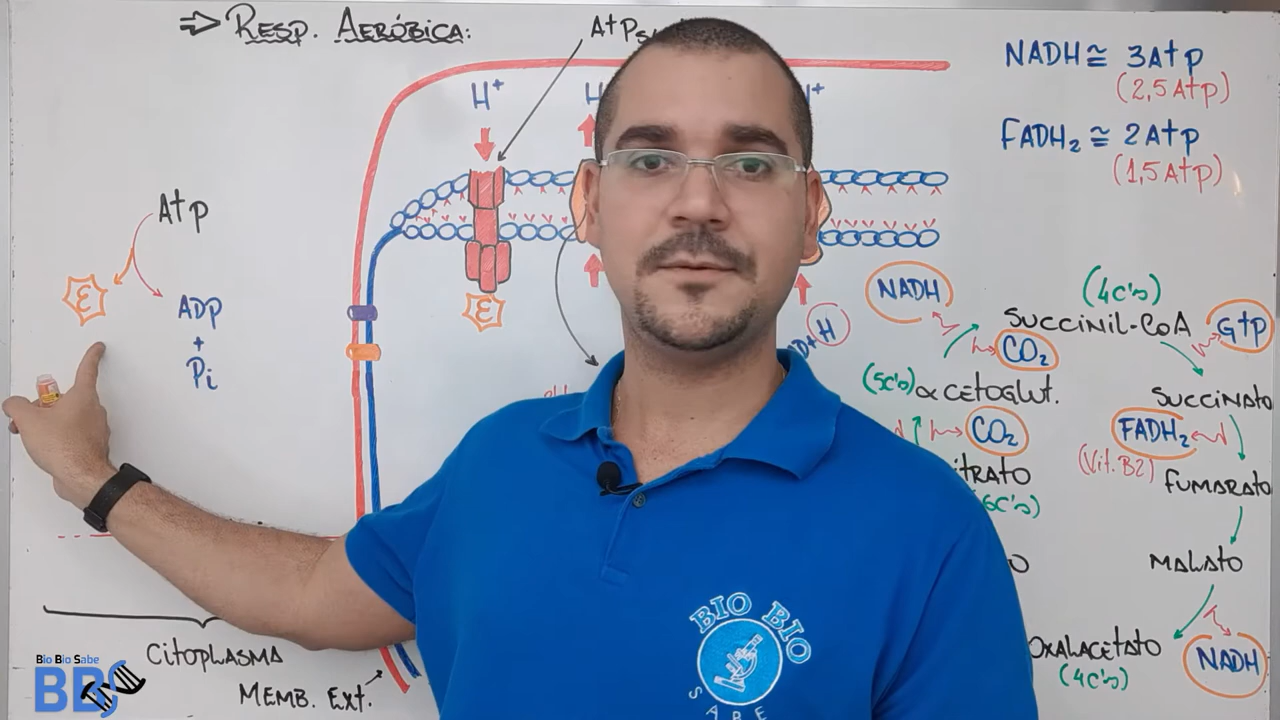 ⇒ RESP. AERÓBICA:
Atp
NADH ≅ 3Atp
(2,5 Atp)
FADH₂ ≅ 2Atp
(1,5 Atp)
H⁺
H
H⁺
Atp
ADP
+
Pi
ε
ε
NADH
H
(4C's)
SUCCINIL-CoA
GTP
CO₂
(5C's)
α CETOGLUT.
SUCCINATO
CO₂
FADH₂
(Vit. B2)
ITRATO
FUMARATO
(6C's)
MALATO
O
OXALACETATO
(4C's)
NADH
CITOPLASMA
MEMB. EXT.
Bio Bio Sabe
BBS
BIO BIO
SABE